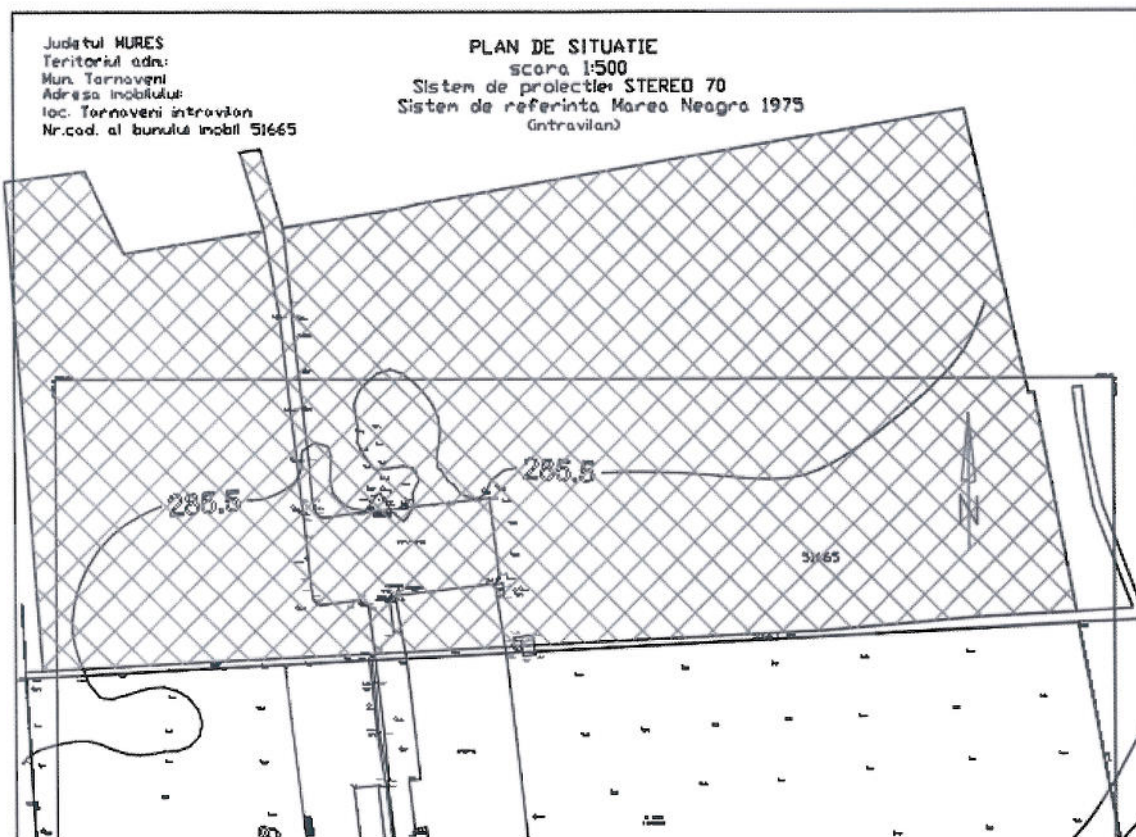 Judetul MURES
Teritoriul adm:
Mun. Tarnaveni
Adresa imobilului:
loc. Tarnaveni intravilan
Nr.cad. al bunului imobil 51665
PLAN DE SITUATIE
scara 1:500
Sistem de proiectie: STEREO 70
Sistem de referinta Marea Neagra 1975
(intravilan)
285.5
285.5
N
51665